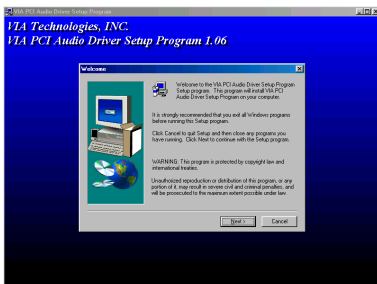 VIA PCI Audio Driver Setup Program
VIA Technologies, INC.
VIA PCI Audio Driver Setup Program 1.06
Welcome
Welcome to the VIA PCI Audio Driver Setup Program
Setup program. This program will install VIA PCI
Audio Driver Setup Program on your computer.
It is strongly recommended that you exit all Windows programs
before running this Setup program.
Click Cancel to quit Setup and then close any programs you
have running. Click Next to continue with the Setup program.
WARNING: This program is protected by copyright law and
international treaties.
Unauthorized reproduction or distribution of this program, or any
portion of it, may result in severe civil and criminal penalties, and
will be prosecuted to the maximum extent possible under law.
Next >
Cancel